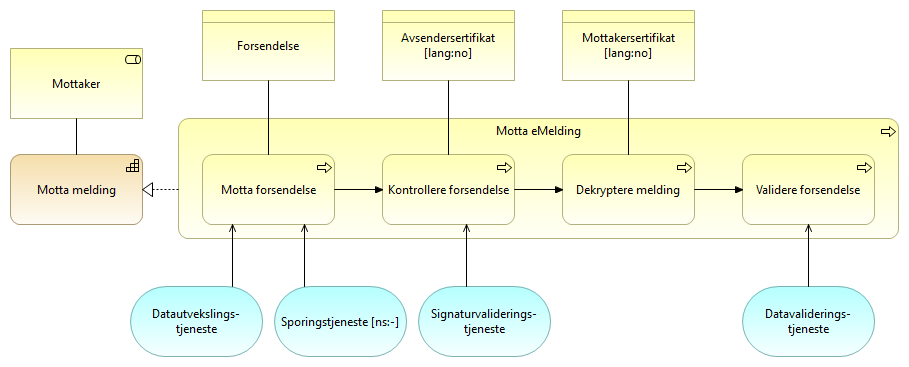 Forsendelse
Avsendersertifikat
[lang:no]
Mottakersertifikat
[lang:no]
Mottaker
Motta eMelding
Motta melding
Motta forsendelse
Kontrollere forsendelse
Dekryptere melding
Validere forsendelse
Datautvekslings-
tjeneste
Sporingstjeneste [ns:-]
Signaturvaliderings-
tjeneste
Datavaliderings-
tjeneste